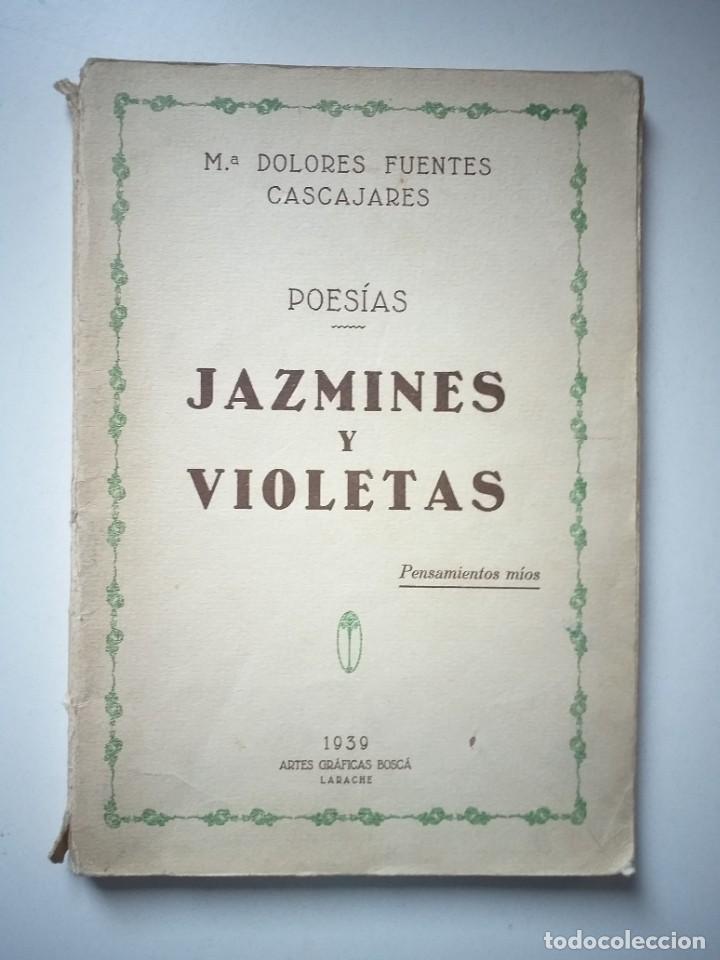 M.ª DOLORES FUENTES
CASCAJARES
POESÍAS
JAZMINES
Y
VIOLETAS
Pensamientos míos
1939
ARTES GRÁFICAS BOSCÁ
LARACHE
todocoleccion